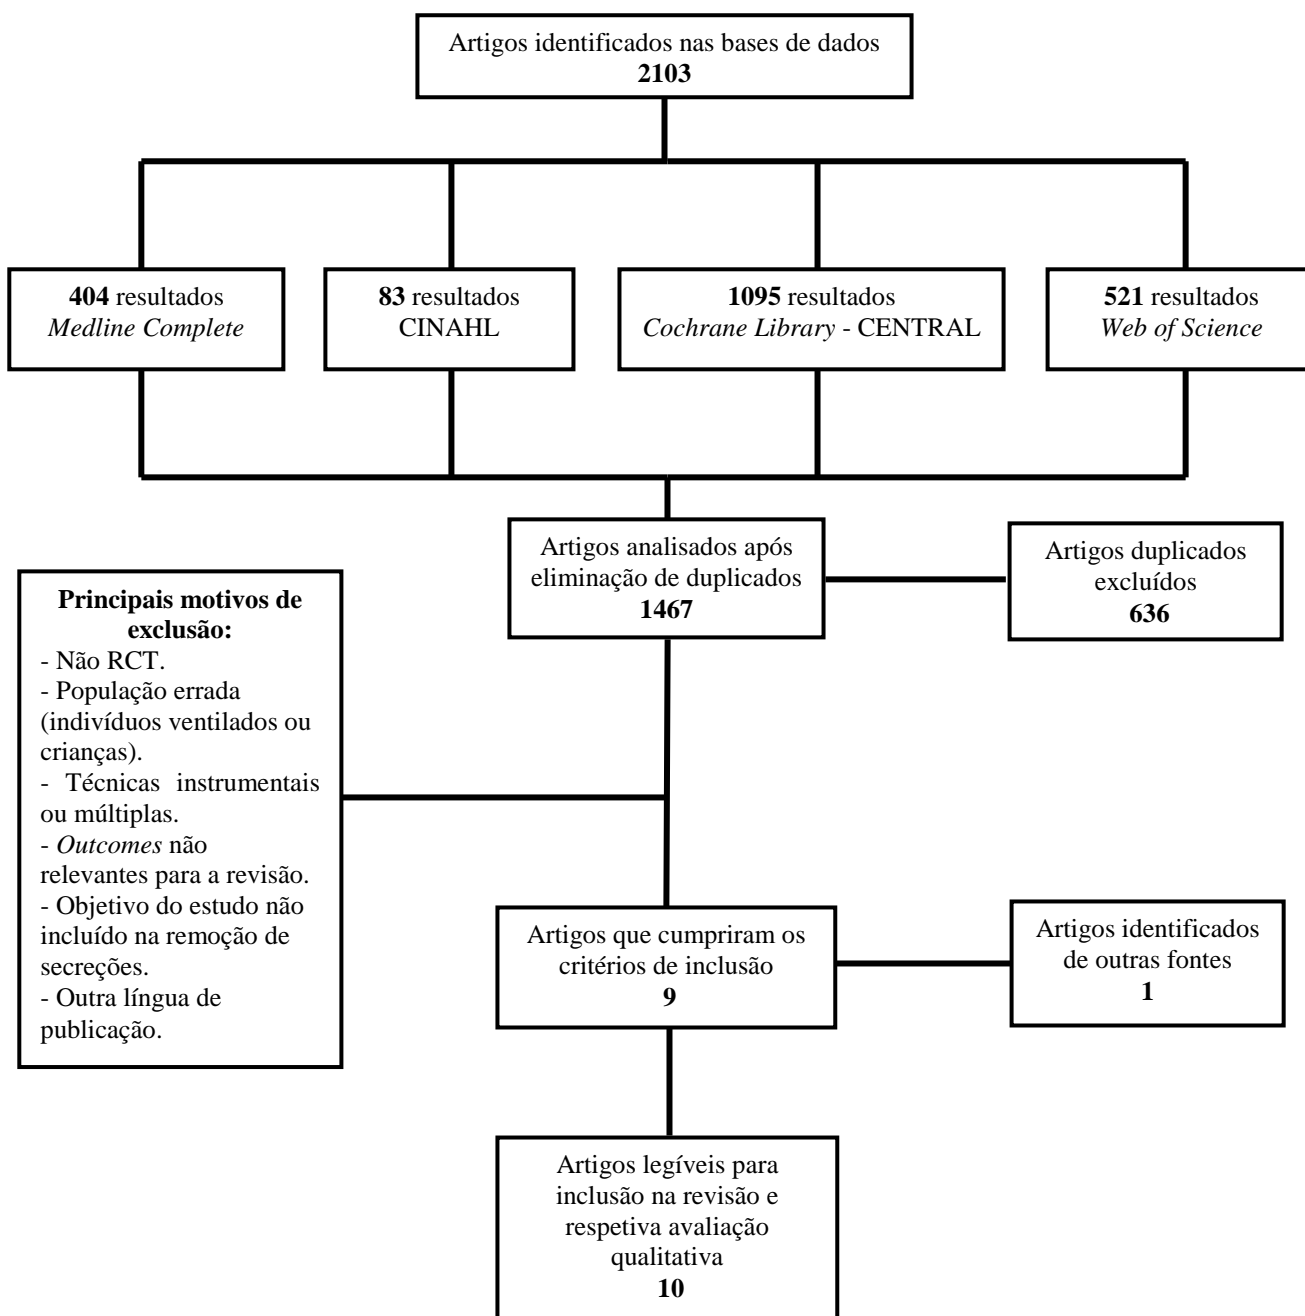 Artigos identificados nas bases de dados
2103
404 resultados
Medline Complete
83 resultados
CINAHL
1095 resultados
Cochrane Library - CENTRAL
521 resultados
Web of Science
Artigos analisados após
eliminação de duplicados
1467
Artigos duplicados
excluídos
636
Principais motivos de
exclusão:
- Não RCT.
- População errada
(indivíduos ventilados ou
crianças).
- Técnicas instrumentais
ou múltiplas.
- Outcomes não
relevantes para a revisão.
- Objetivo do estudo não
incluído na remoção de
secreções.
- Outra língua de
publicação.
Artigos que cumpriram os
critérios de inclusão
9
Artigos identificados
de outras fontes
1
Artigos legíveis para
inclusão na revisão e
respetiva avaliação
qualitativa
10